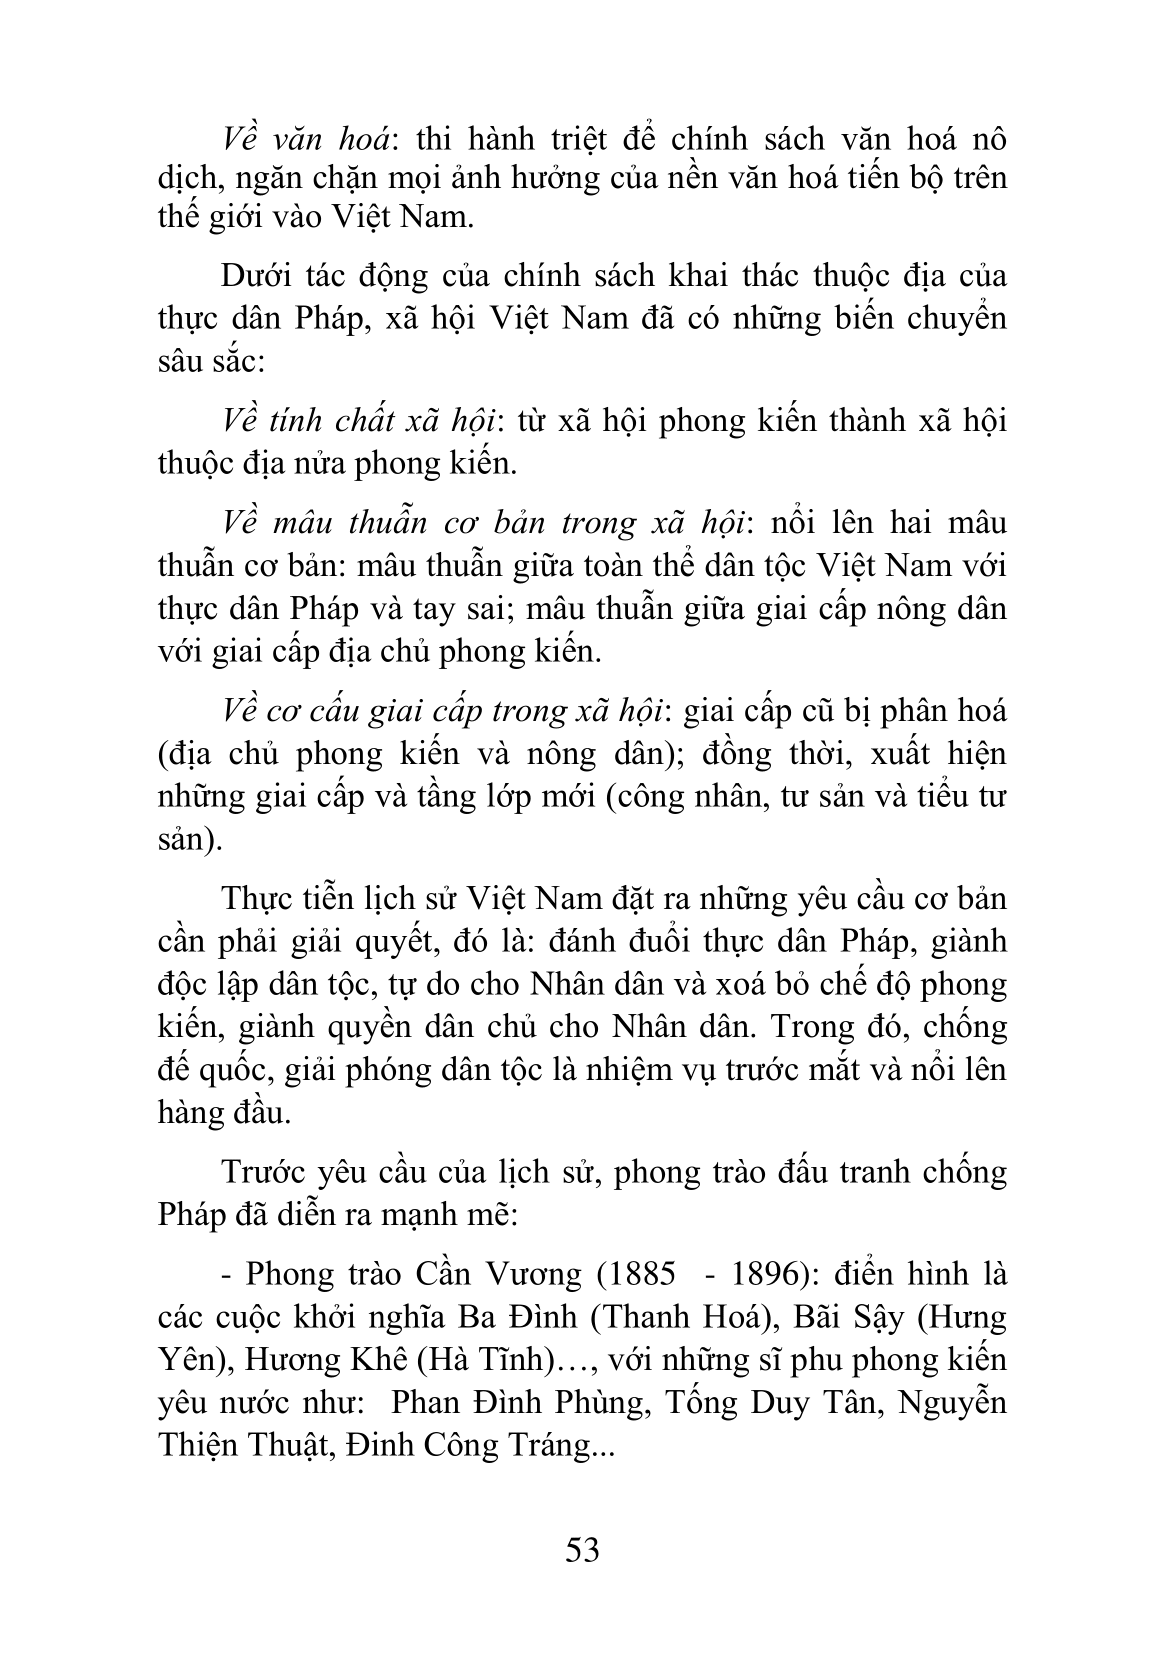 Về văn hoá: thi hành triệt để chính sách văn hoá nô
dịch, ngăn chặn mọi ảnh hưởng của nền văn hoá tiến bộ trên
thế giới vào Việt Nam.
Dưới tác động của chính sách khai thác thuộc địa của
thực dân Pháp, xã hội Việt Nam đã có những biến chuyển
sâu sắc:
Về tính chất xã hội: từ xã hội phong kiến thành xã hội
thuộc địa nửa phong kiến.
Về mâu thuẫn cơ bản trong xã hội: nổi lên hai mâu
thuẫn cơ bản: mâu thuẫn giữa toàn thể dân tộc Việt Nam với
thực dân Pháp và tay sai; mâu thuẫn giữa giai cấp nông dân
với giai cấp địa chủ phong kiến.
Về cơ cấu giai cấp trong xã hội: giai cấp cũ bị phân hoá
(địa chủ phong kiến và nông dân); đồng thời, xuất hiện
những giai cấp và tầng lớp mới (công nhân, tư sản và tiểu tư
sản).
Thực tiễn lịch sử Việt Nam đặt ra những yêu cầu cơ bản
cần phải giải quyết, đó là: đánh đuổi thực dân Pháp, giành
độc lập dân tộc, tự do cho Nhân dân và xoá bỏ chế độ phong
kiến, giành quyền dân chủ cho Nhân dân. Trong đó, chống
đế quốc, giải phóng dân tộc là nhiệm vụ trước mắt và nổi lên
hàng đầu.
Trước yêu cầu của lịch sử, phong trào đấu tranh chống
Pháp đã diễn ra mạnh mẽ:
- Phong trào Cần Vương (1885 - 1896): điển hình là
các cuộc khởi nghĩa Ba Đình (Thanh Hoá), Bãi Sậy (Hưng
Yên), Hương Khê (Hà Tĩnh)…, với những sĩ phu phong kiến
yêu nước như: Phan Đình Phùng, Tống Duy Tân, Nguyễn
Thiện Thuật, Đinh Công Tráng...
53